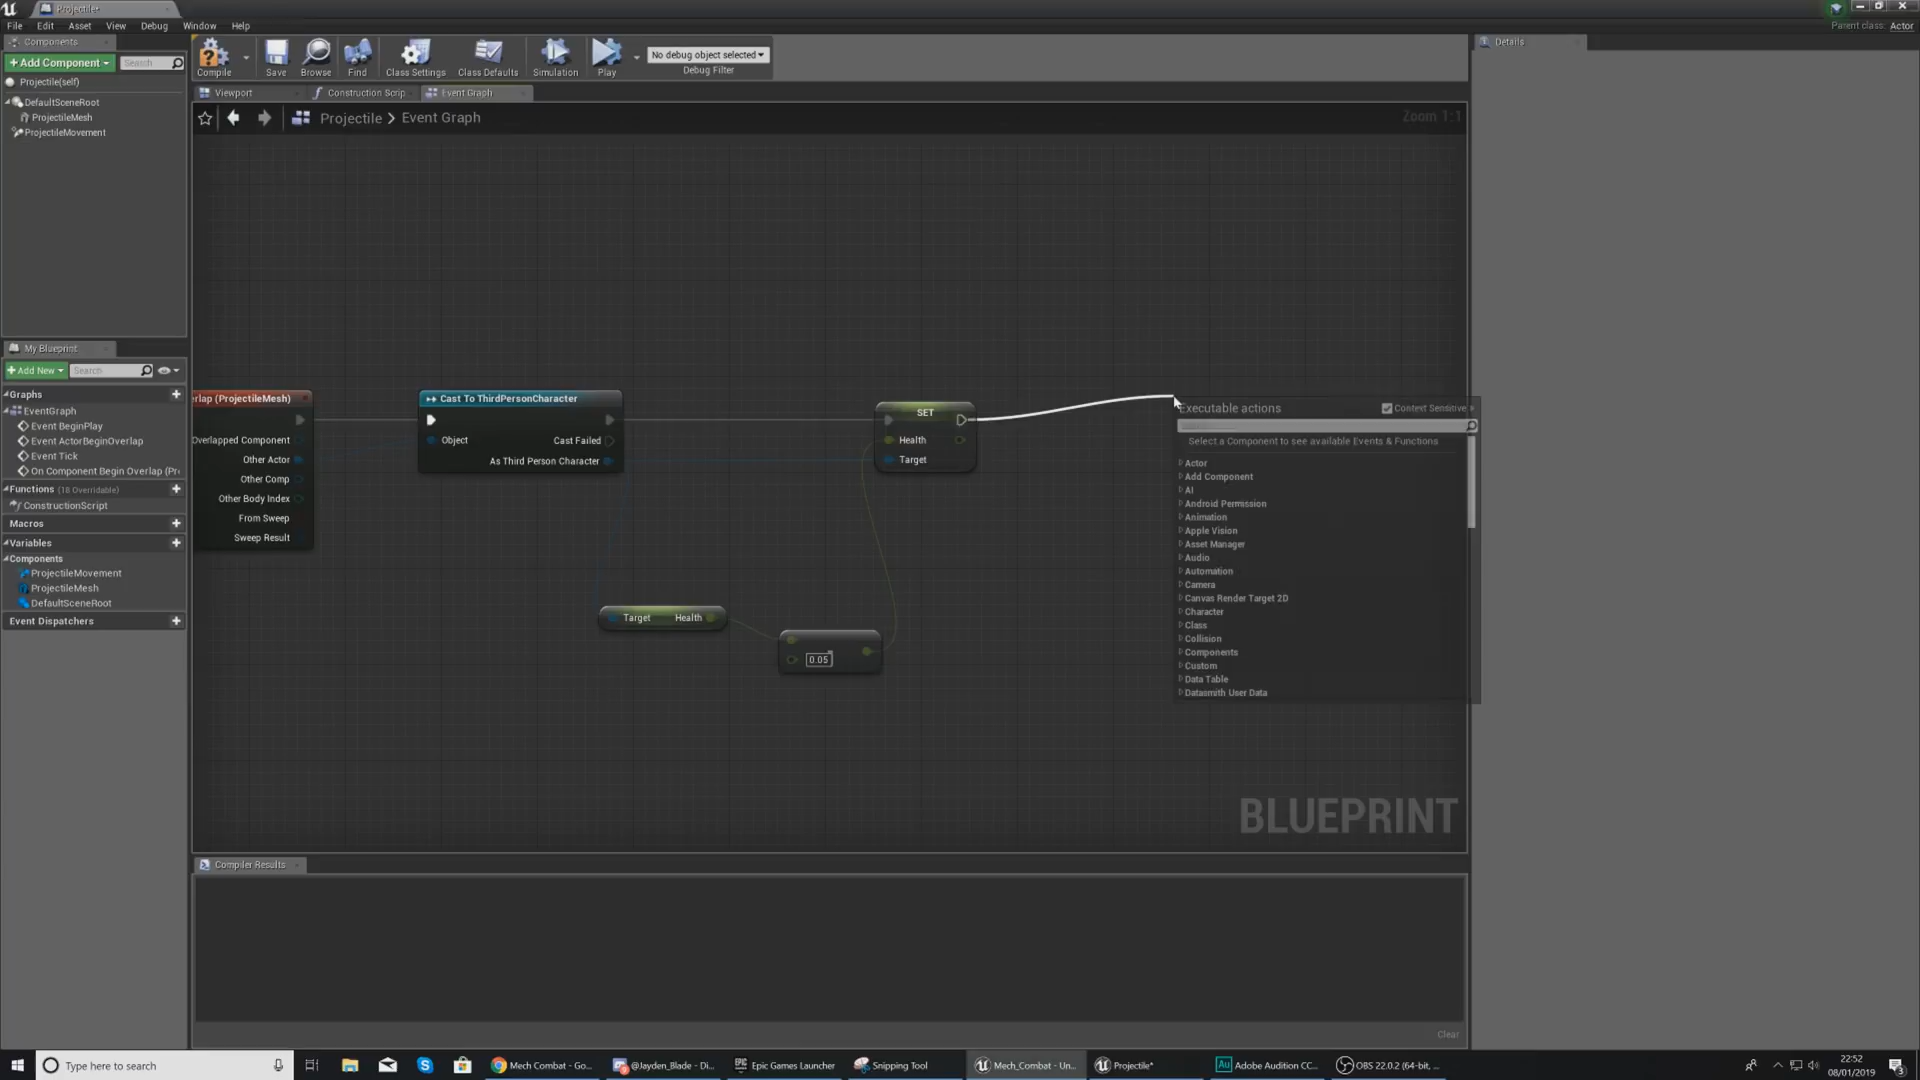 Projectile*
File Edit Asset View Window Debug Help
Parent class: Actor
Components
+Add Component
Search
Projectile(self)
DefaultSceneRoot
ProjectileMesh
ProjectileMovement
Compile
Save
Browse
Find
Class Settings
Class Defaults
Simulation
Play
No debug object selected
Debug Filter
Details
Viewport
Construction Scrip
Event Graph
Projectile > Event Graph
Zoom 1:1
My Blueprint
+Add New
Search
Graphs
EventGraph
Event BeginPlay
Event ActorBeginOverlap
Event Tick
On Component Begin Overlap (Pr
Functions (18 Overridable)
ConstructionScript
Macros
Variables
Components
ProjectileMovement
ProjectileMesh
DefaultSceneRoot
Event Dispatchers
rlap (ProjectileMesh)
Overlapped Component
Other Actor
Other Comp
Other Body Index
From Sweep
Sweep Result
Cast To ThirdPersonCharacter
Object
Cast Failed
As Third Person Character
SET
Health
Target
Target Health
0.05
Executable actions
Context Sensitive
Select a Component to see available Events & Functions
Actor
Add Component
AI
Android Permission
Animation
Apple Vision
Asset Manager
Audio
Automation
Camera
Canvas Render Target 2D
Character
Class
Collision
Components
Custom
Data Table
Datasmith User Data
BLUEPRINT
Compiler Results
Clear
Type here to search
Mech Combat - Go...
@Jayden_Blade - Di...
Epic Games Launcher
Snipping Tool
Mech_Combat - Un...
Projectile*
Adobe Audition CC...
OBS 22.0.2 (64-bit, ...
22:52
08/01/2019